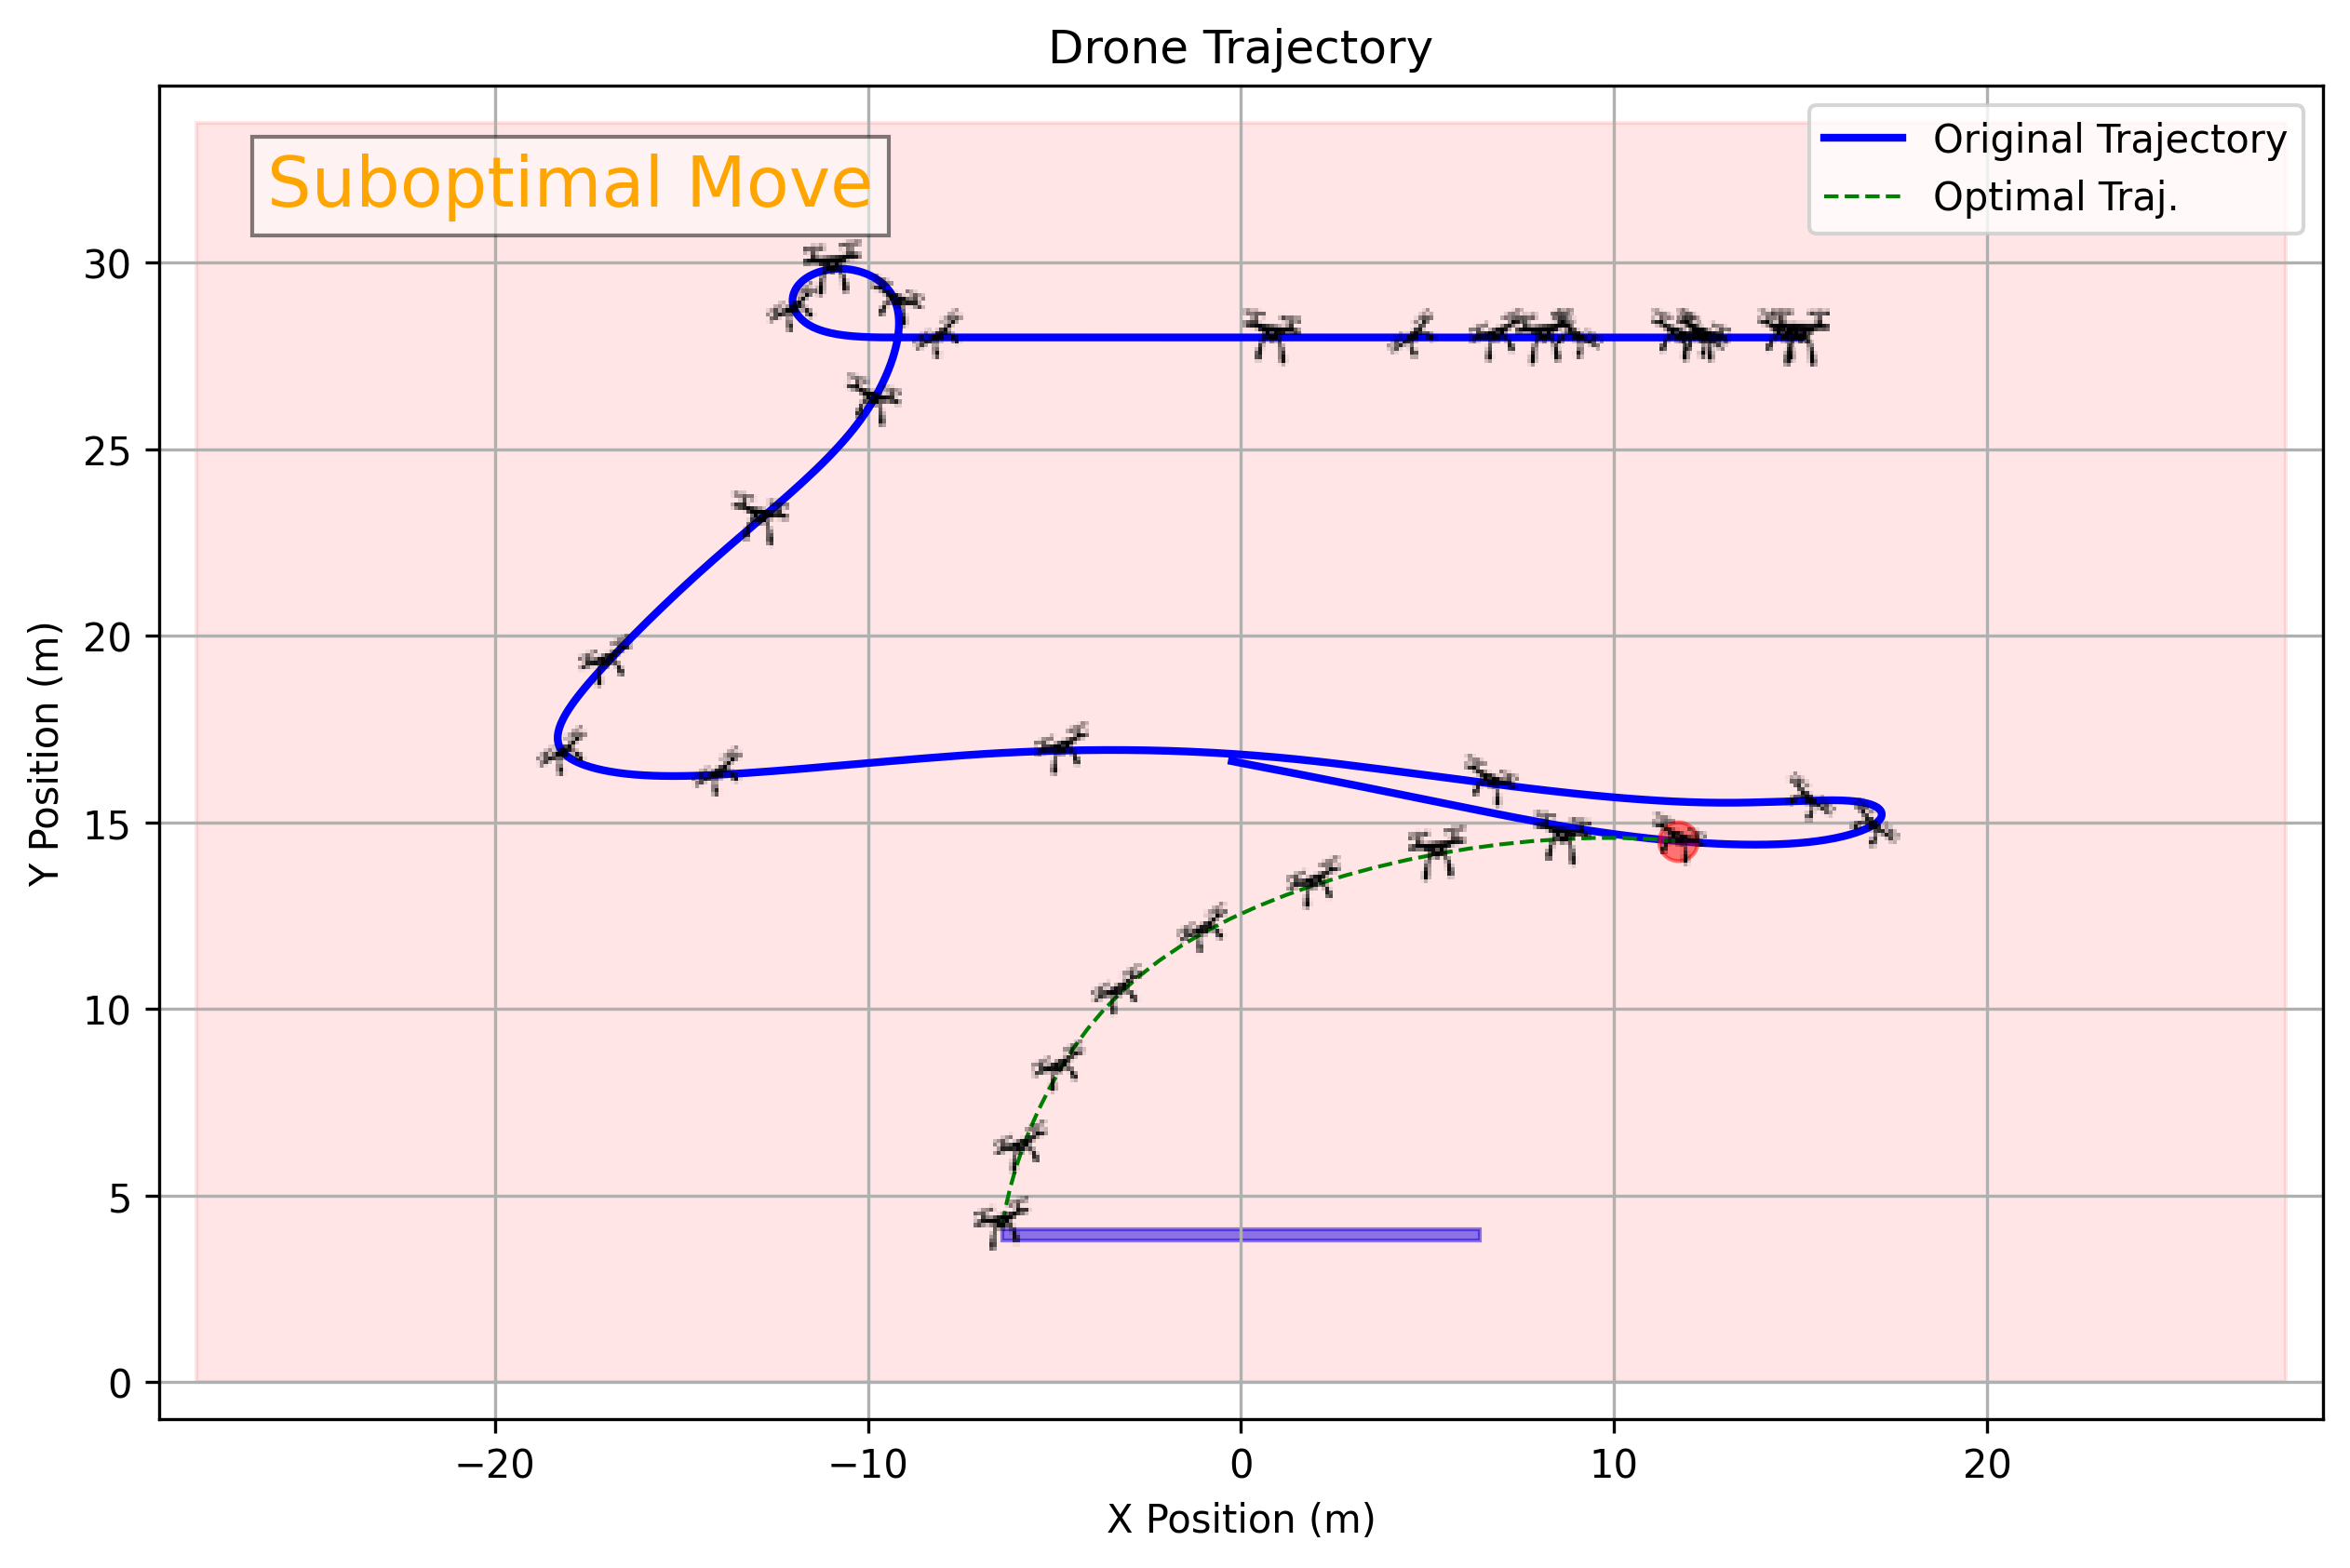 Drone Trajectory
Suboptimal Move
Original Trajectory
Optimal Traj.
Y Position (m)
30
25
20
15
10
5
0
−20
−10
0
10
20
X Position (m)